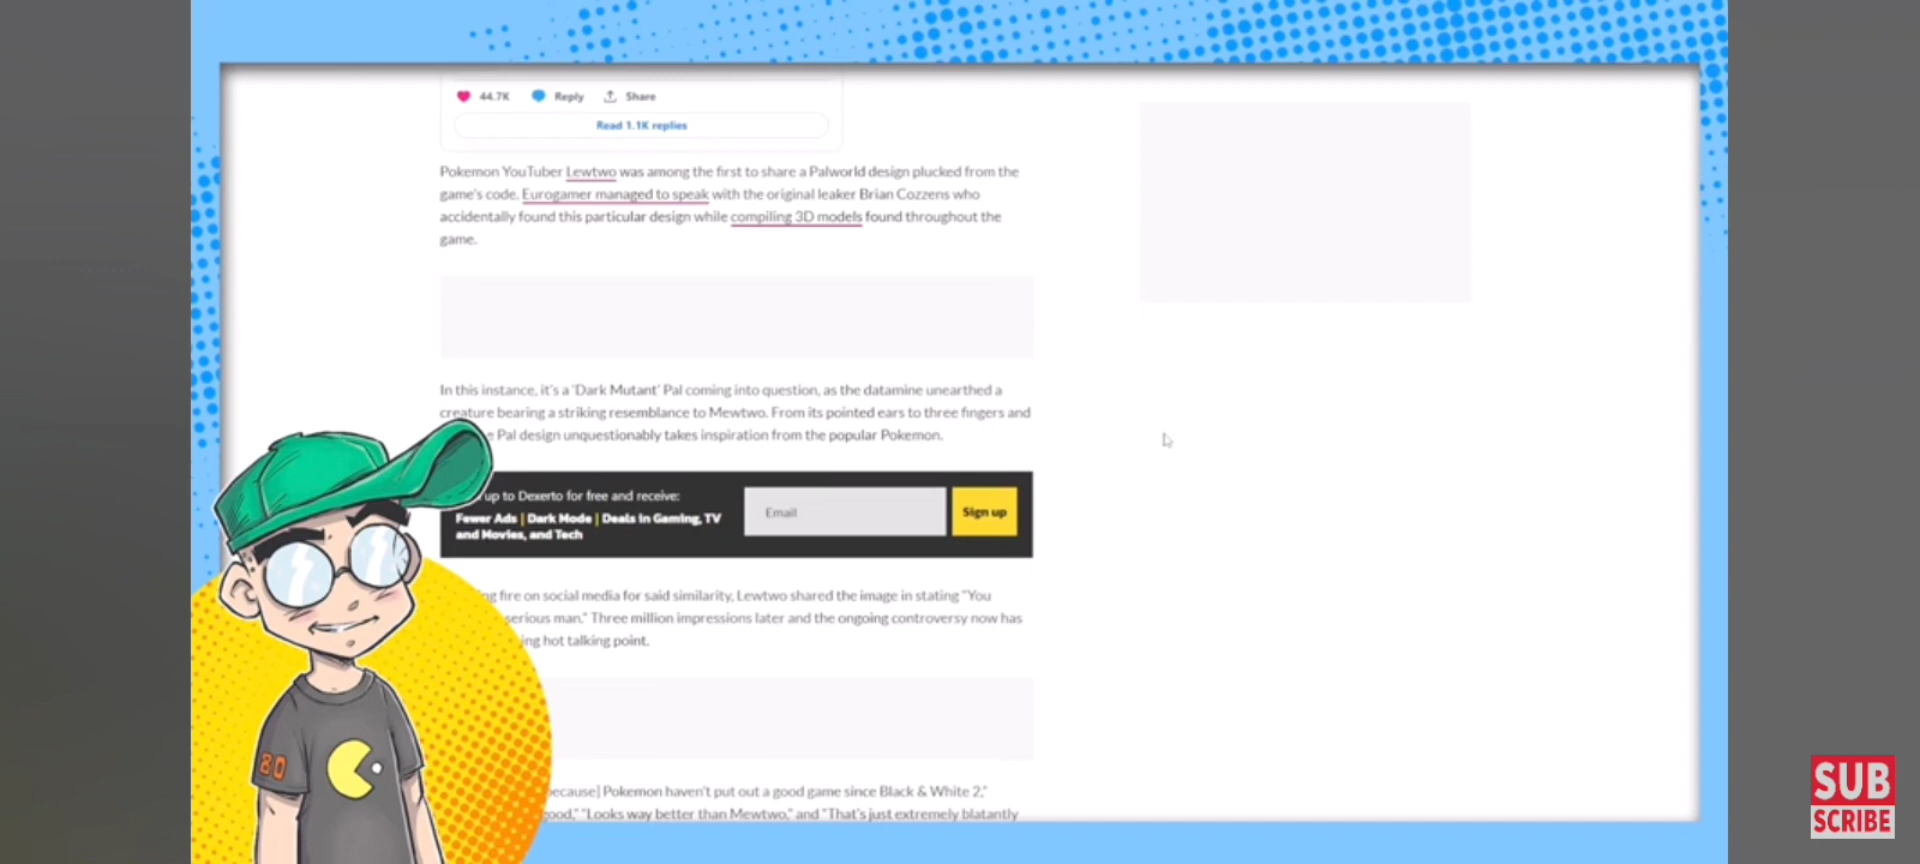 44.7K Reply Share
Read 1.1K replies
Pokemon YouTuber Lewtwo was among the first to share a Palworld design plucked from the
game's code. Eurogamer managed to speak with the original leaker Brian Cozzens who
accidentally found this particular design while compiling 3D models found throughout the
game.
In this instance, it's a 'Dark Mutant' Pal coming into question, as the datamine unearthed a
creature bearing a striking resemblance to Mewtwo. From its pointed ears to three fingers and
Pal design unquestionably takes inspiration from the popular Pokemon.
up to Dexerto for free and receive:
Fewer Ads | Dark Mode | Deals in Gaming, TV
and Movies, and Tech
Email
Sign up
fire on social media for said similarity, Lewtwo shared the image in stating "You
serious man." Three million impressions later and the ongoing controversy now has
hot talking point.
Pokemon haven't put out a good game since Black & White 2,"
"Looks way better than Mewtwo," and "That's just extremely blatantly
80
SUB
SCRIBE